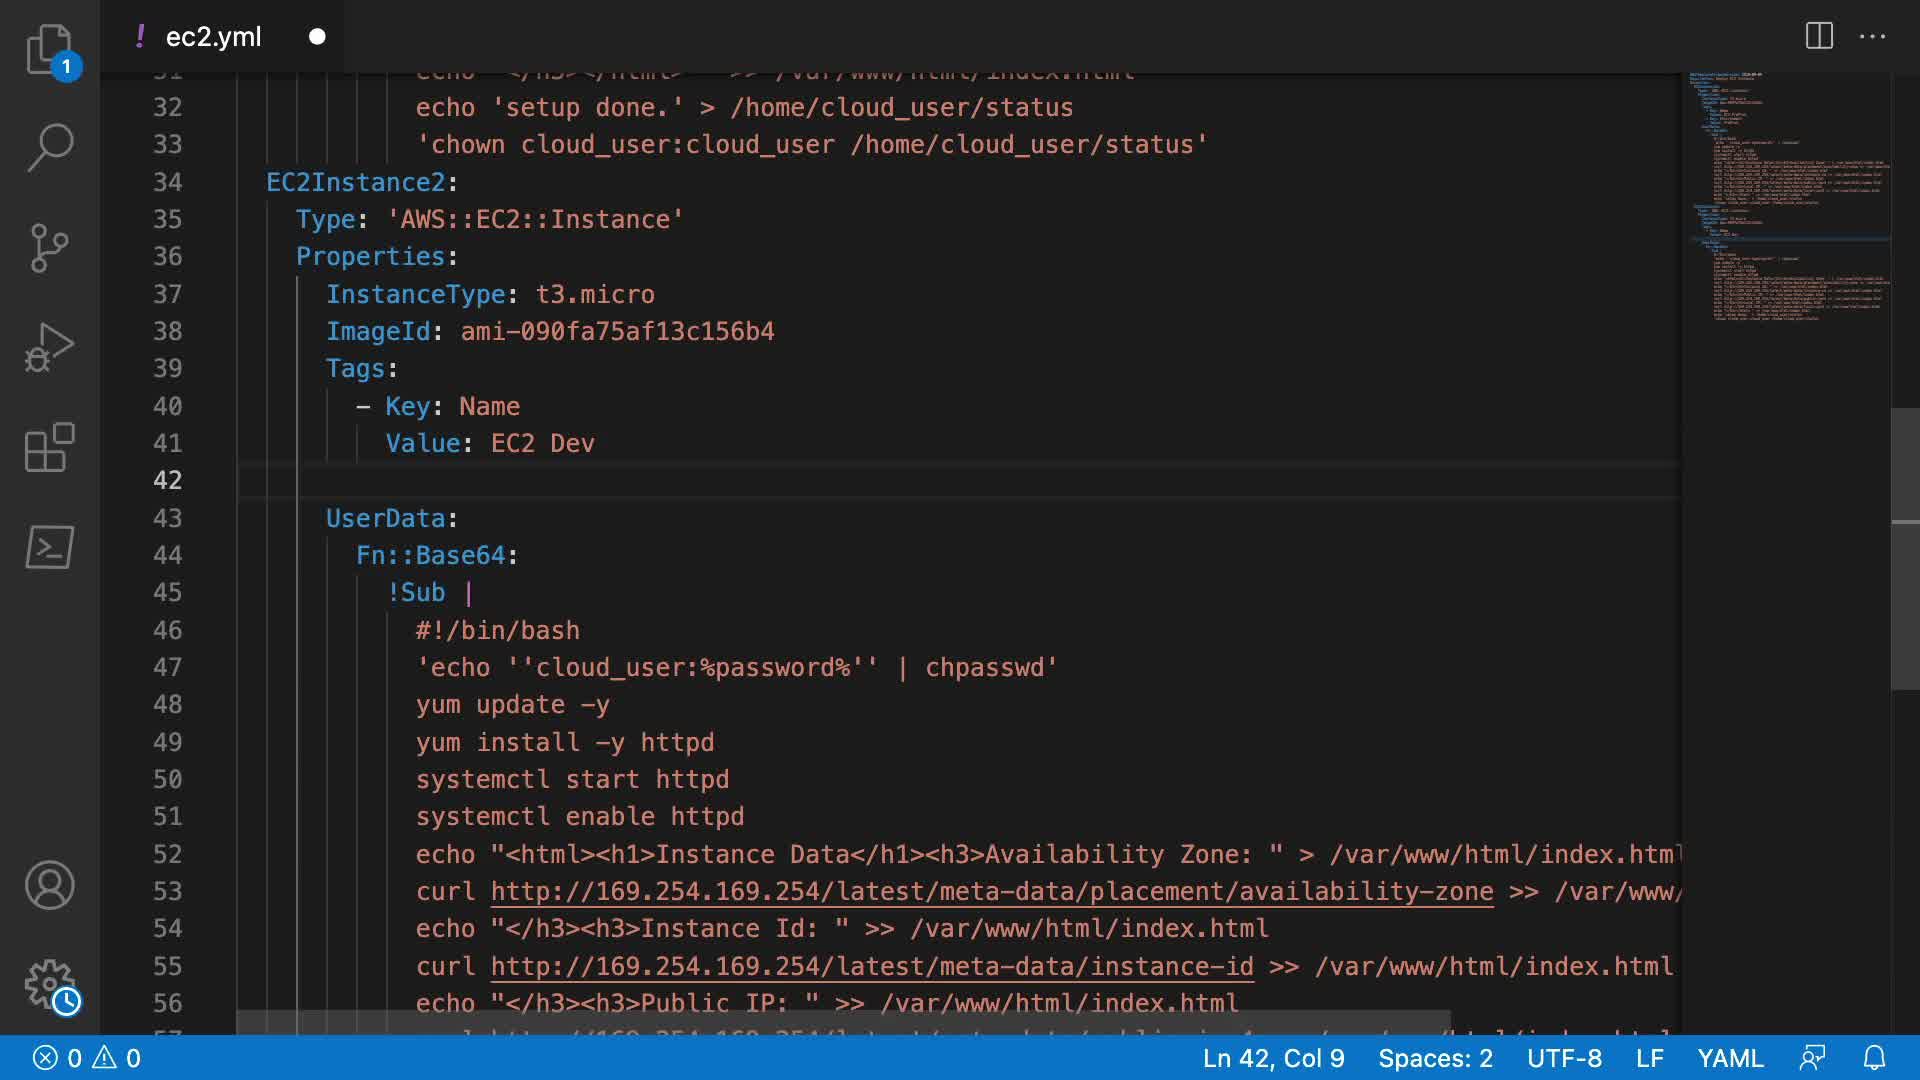 ! ec2.yml
1
31 echo "</h3></html>" >> /var/www/html/index.html
32 echo 'setup done.' > /home/cloud_user/status
33 'chown cloud_user:cloud_user /home/cloud_user/status'
34 EC2Instance2:
35 Type: 'AWS::EC2::Instance'
36 Properties:
37 InstanceType: t3.micro
38 ImageId: ami-090fa75af13c156b4
39 Tags:
40 - Key: Name
41 Value: EC2 Dev
42
43 UserData:
44 Fn::Base64:
45 !Sub |
46 #!/bin/bash
47 'echo ''cloud_user:%password%'' | chpasswd'
48 yum update -y
49 yum install -y httpd
50 systemctl start httpd
51 systemctl enable httpd
52 echo "<html><h1>Instance Data</h1><h3>Availability Zone: " > /var/www/html/index.html
53 curl http://169.254.169.254/latest/meta-data/placement/availability-zone >> /var/www/
54 echo "</h3><h3>Instance Id: " >> /var/www/html/index.html
55 curl http://169.254.169.254/latest/meta-data/instance-id >> /var/www/html/index.html
56 echo "</h3><h3>Public IP: " >> /var/www/html/index.html
57
0 0 Ln 42, Col 9 Spaces: 2 UTF-8 LF YAML